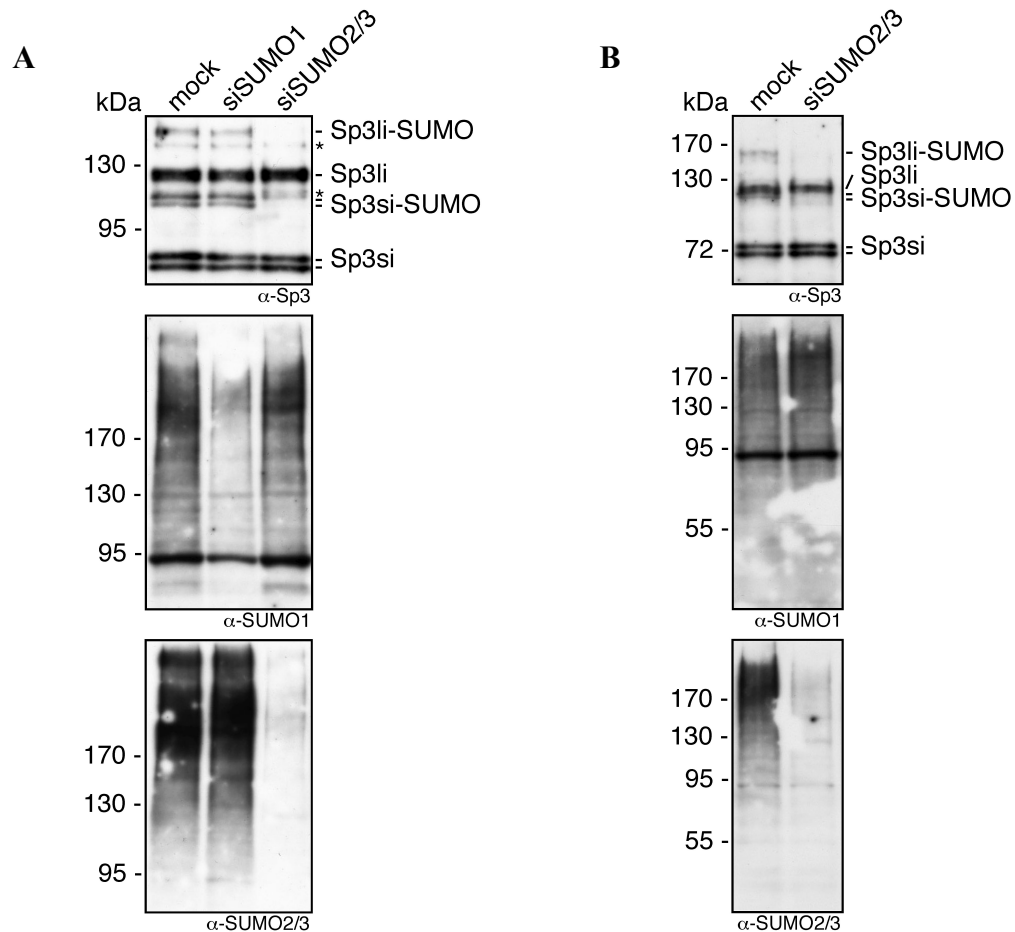 A
kDa
mock
siSUMO1
siSUMO2/3
130 -
95 -
- Sp3li-SUMO
*
- Sp3li
*
Sp3si-SUMO
Sp3si
α-Sp3
170 -
130 -
95 -
α-SUMO1
170 -
130 -
95 -
α-SUMO2/3
B
kDa
mock
siSUMO2/3
170 -
130 -
72 -
- Sp3li-SUMO
Sp3li
Sp3si-SUMO
Sp3si
α-Sp3
170 -
130 -
95 -
55 -
α-SUMO1
170 -
130 -
95 -
55 -
α-SUMO2/3